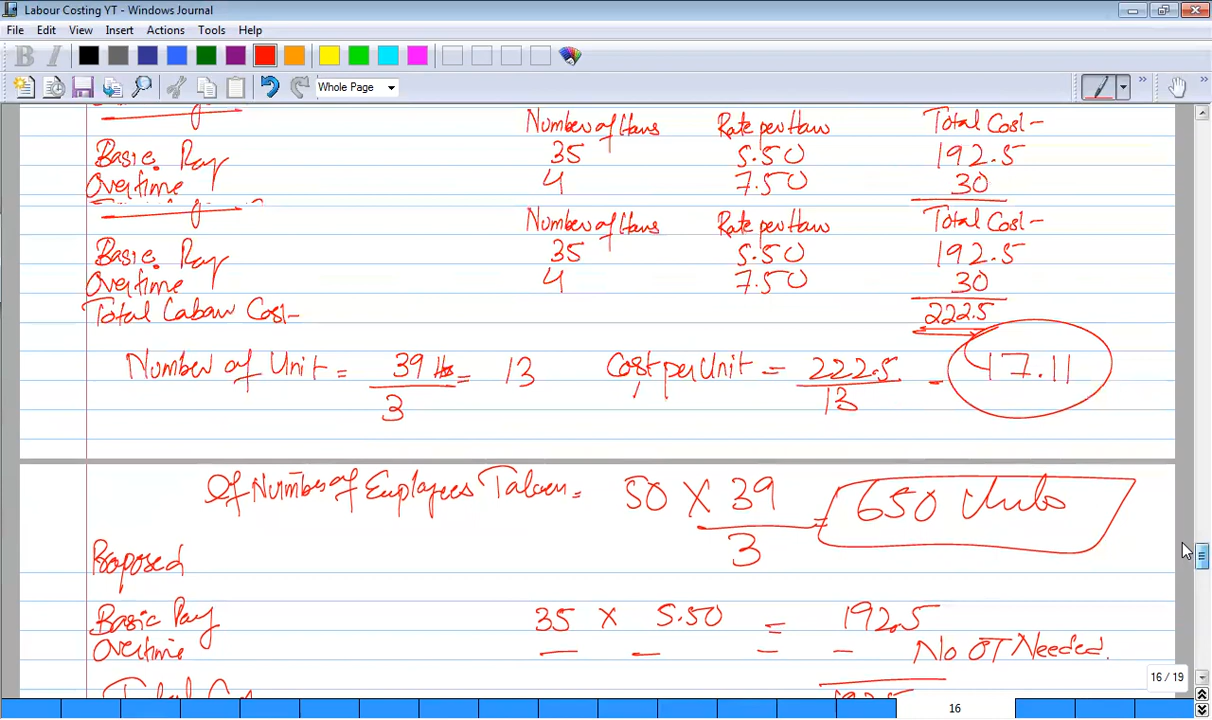 Labour Costing YT - Windows Journal
File Edit View Insert Actions Tools Help
B I Whole Page
Number of Hours Rate per Hour Total Cost
Basic Pay 35 5.50 192.5
Overtime 4 7.50 30
Number of Hours Rate per Hour Total Cost
Basic Pay 35 5.50 192.5
Overtime 4 7.50 30
Total Labour Cost 222.5
Number of Unit = 39 Hs / 3 = 13 Cost per Unit = 222.5 / 13 = 17.11
If Number of Employees Taken = 50 X 39 / 3 = 650 Units
Proposed
Basic Pay 35 X 5.50 = 192.5
Overtime — — = — No OT Needed.
16 / 19
16